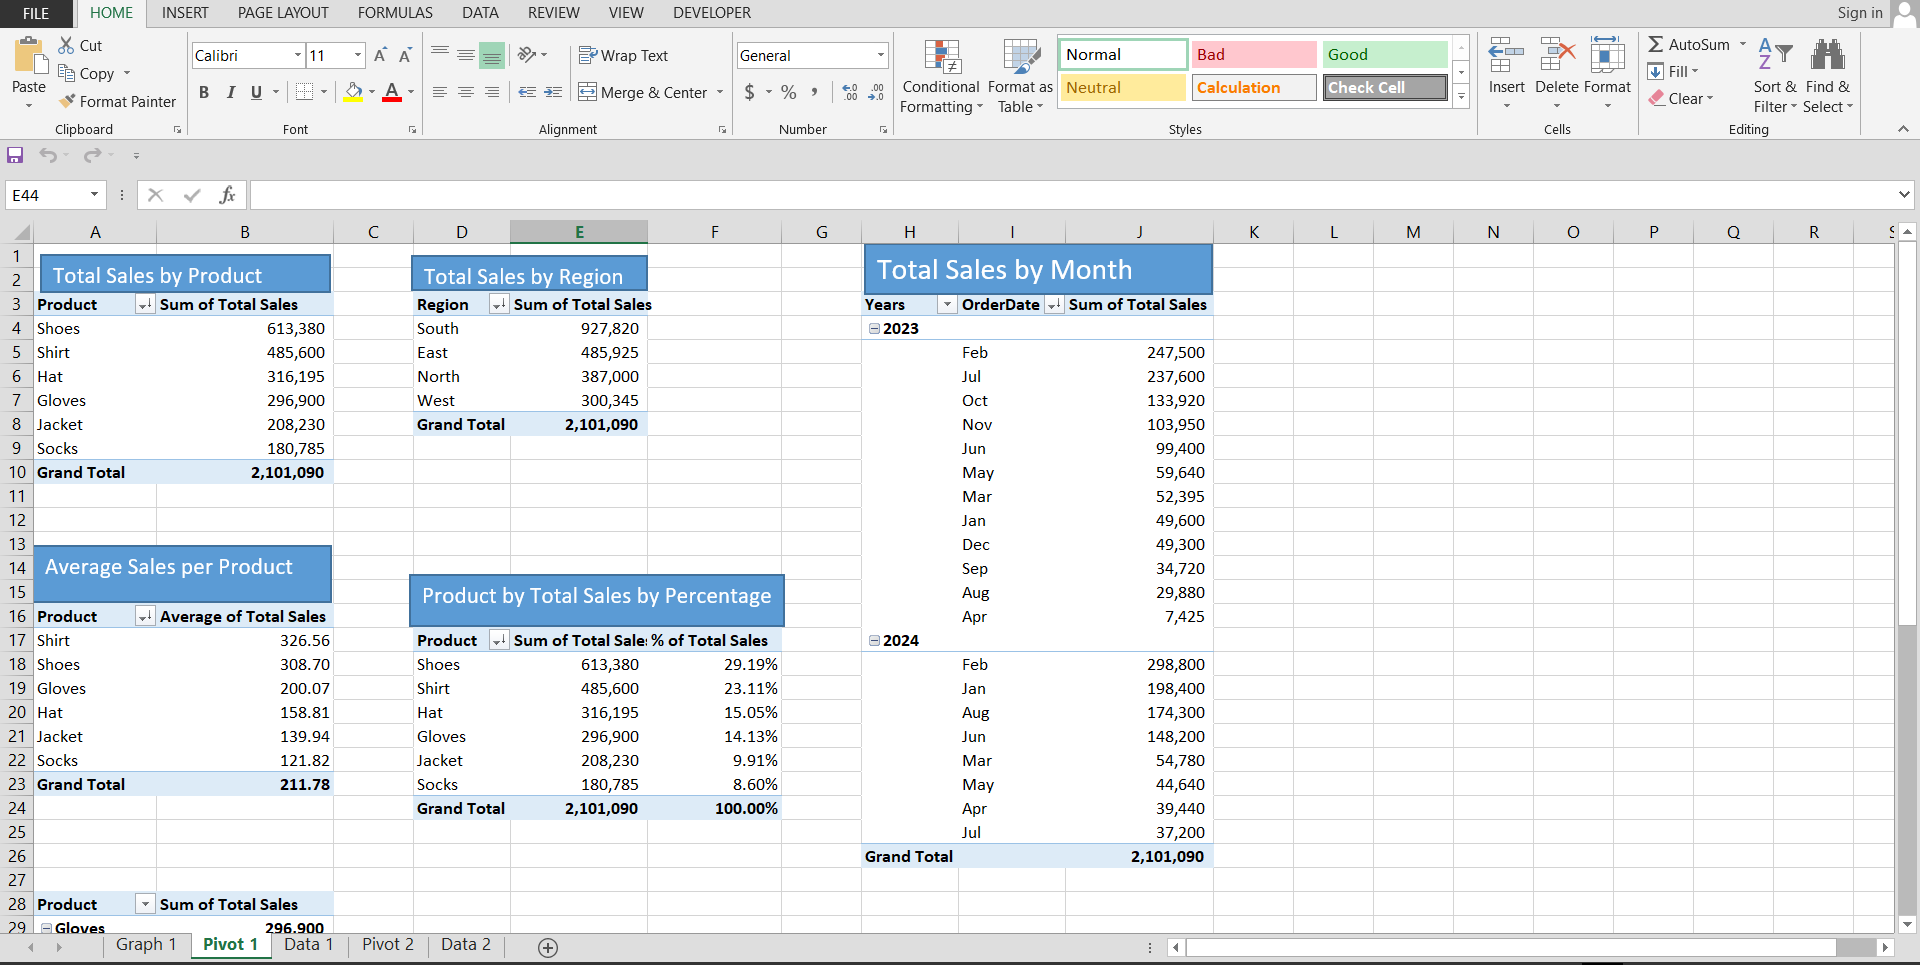 FILE HOME INSERT PAGE LAYOUT FORMULAS DATA REVIEW VIEW DEVELOPER Sign in
Paste
Cut
Copy
Format Painter
Clipboard
Calibri 11
B I U
Font
Wrap Text
Merge & Center
Alignment
General
$ % ,
Number
Conditional Formatting
Format as Table
Normal Bad Good
Neutral Calculation Check Cell
Styles
Insert Delete Format
Cells
AutoSum
Fill
Clear
Sort & Filter
Find & Select
Editing
E44 fx
A B C D E F G H I J K L M N O P Q R
1
2
3
4
5
6
7
8
9
10
11
12
13
14
15
16
17
18
19
20
21
22
23
24
25
26
27
28
29
Total Sales by Product
Product Sum of Total Sales
Shoes 613,380
Shirt 485,600
Hat 316,195
Gloves 296,900
Jacket 208,230
Socks 180,785
Grand Total 2,101,090
Total Sales by Region
Region Sum of Total Sales
South 927,820
East 485,925
North 387,000
West 300,345
Grand Total 2,101,090
Total Sales by Month
Years OrderDate Sum of Total Sales
2023
Feb 247,500
Jul 237,600
Oct 133,920
Nov 103,950
Jun 99,400
May 59,640
Mar 52,395
Jan 49,600
Dec 49,300
Sep 34,720
Aug 29,880
Apr 7,425
2024
Feb 298,800
Jan 198,400
Aug 174,300
Jun 148,200
Mar 54,780
May 44,640
Apr 39,440
Jul 37,200
Grand Total 2,101,090
Average Sales per Product
Product Average of Total Sales
Shirt 326.56
Shoes 308.70
Gloves 200.07
Hat 158.81
Jacket 139.94
Socks 121.82
Grand Total 211.78
Product by Total Sales by Percentage
Product Sum of Total Sale % of Total Sales
Shoes 613,380 29.19%
Shirt 485,600 23.11%
Hat 316,195 15.05%
Gloves 296,900 14.13%
Jacket 208,230 9.91%
Socks 180,785 8.60%
Grand Total 2,101,090 100.00%
Product Sum of Total Sales
Gloves 296,900
Graph 1 Pivot 1 Data 1 Pivot 2 Data 2